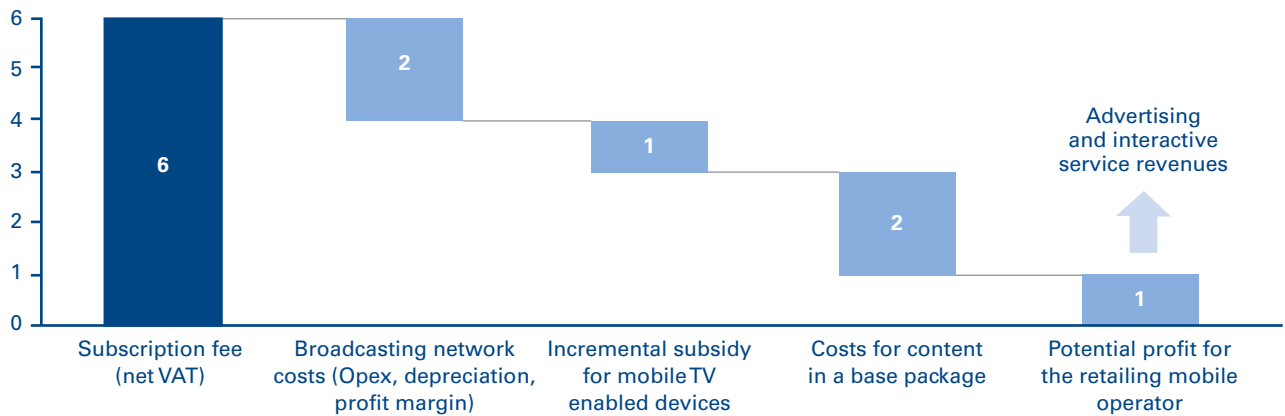 6
5
4
3
2
1
0
6
2
1
2
1
Advertising
and interactive
service revenues
Subscription fee
(net VAT)
Broadcasting network
costs (Opex, depreciation,
profit margin)
Incremental subsidy
for mobile TV
enabled devices
Costs for content
in a base package
Potential profit for
the retailing mobile
operator